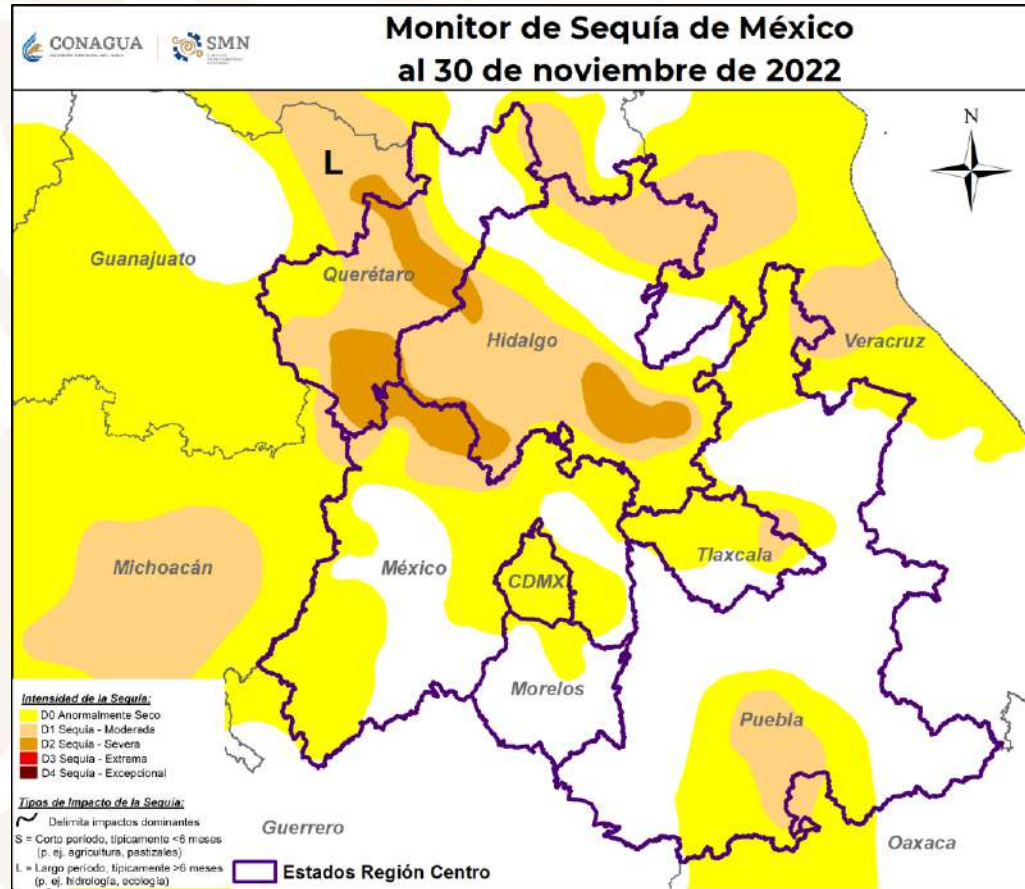 CONAGUA
SMN
Monitor de Sequía de México
al 30 de noviembre de 2022
N
L
Guanajuato
Querétaro
Hidalgo
Veracruz
Michoacán
México
CDMX
Tlaxcala
Morelos
Puebla
Guerrero
Oaxaca
Intensidad de la Sequía:
D0 Anormalmente Seco
D1 Sequía - Moderada
D2 Sequía - Severa
D3 Sequía - Extrema
D4 Sequía - Excepcional
Tipos de Impacto de la Sequía:
Delimita impactos dominantes
S = Corto período, típicamente <6 meses
(p. ej. agricultura, pastizales)
L = Largo período, típicamente >6 meses
(p. ej. hidrología, ecología)
Estados Región Centro